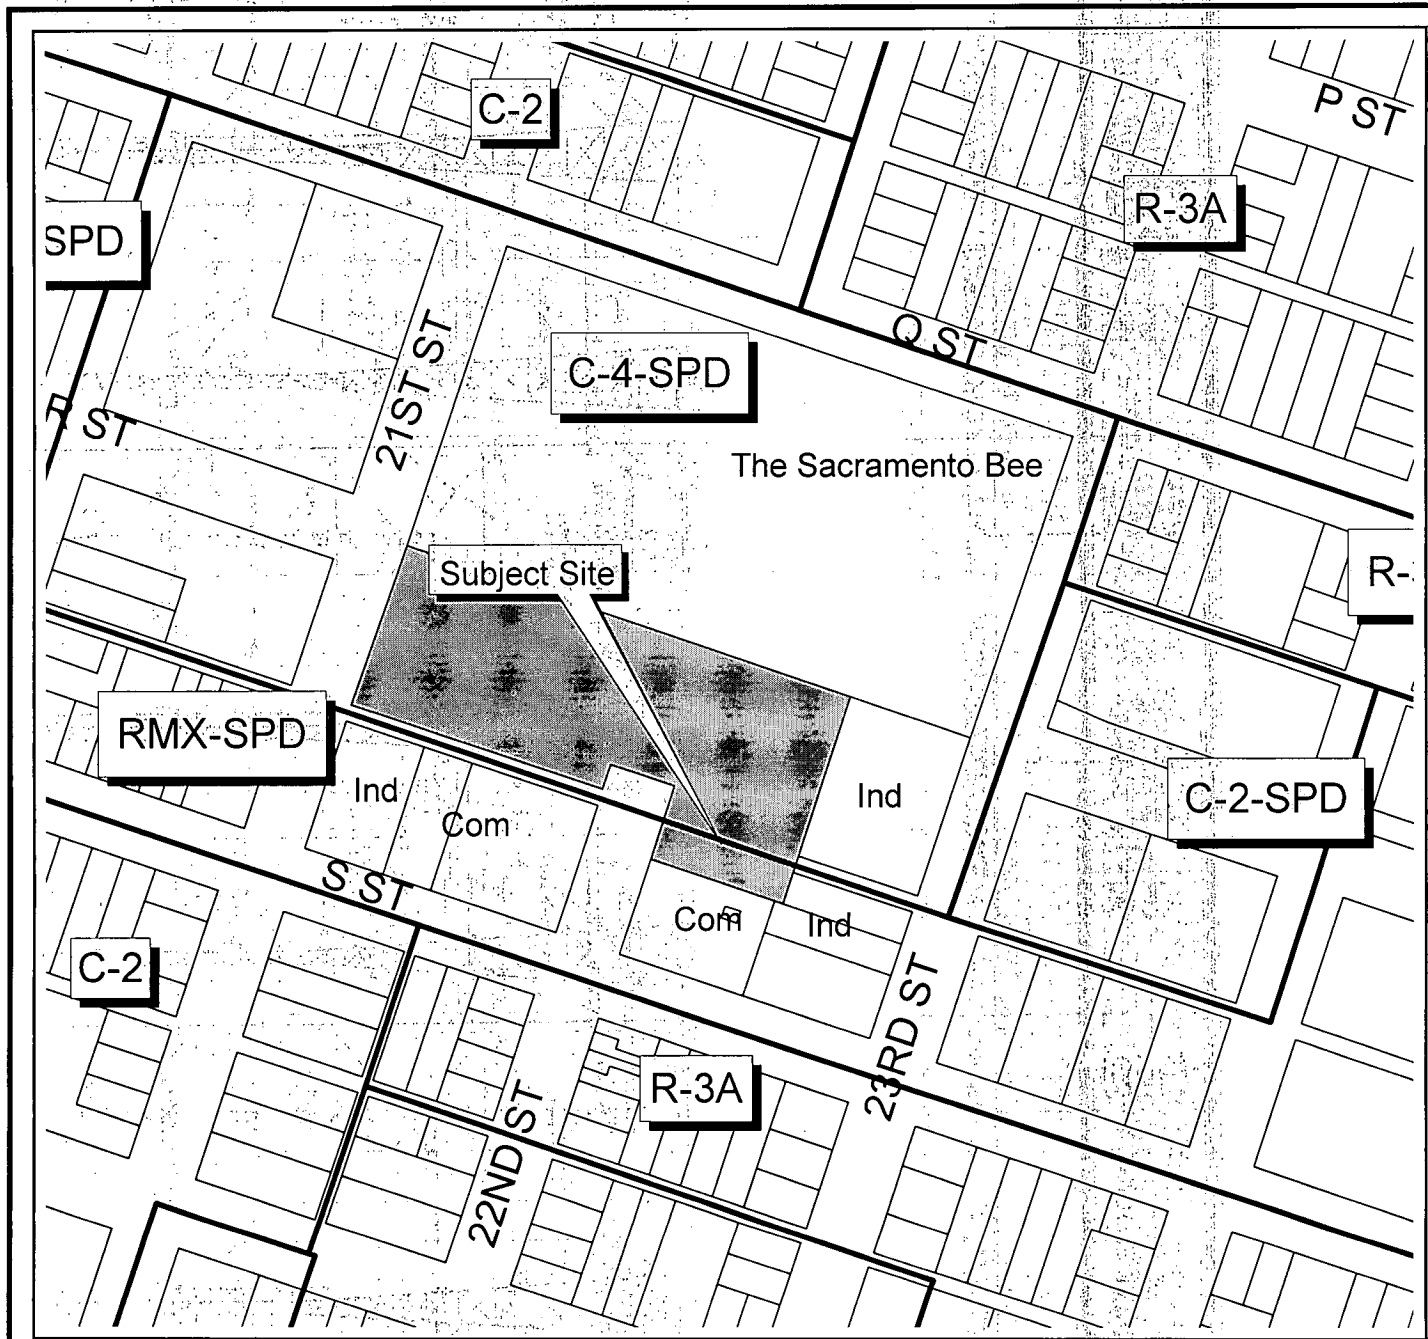 C-2
P ST
R-3A
SPD
Q ST
C-4-SPD
21ST ST
R ST
The Sacramento Bee
Subject Site
R-
RMX-SPD
Ind
Com
Ind
C-2-SPD
S ST
Com
Ind
C-2
23RD ST
R-3A
22ND ST